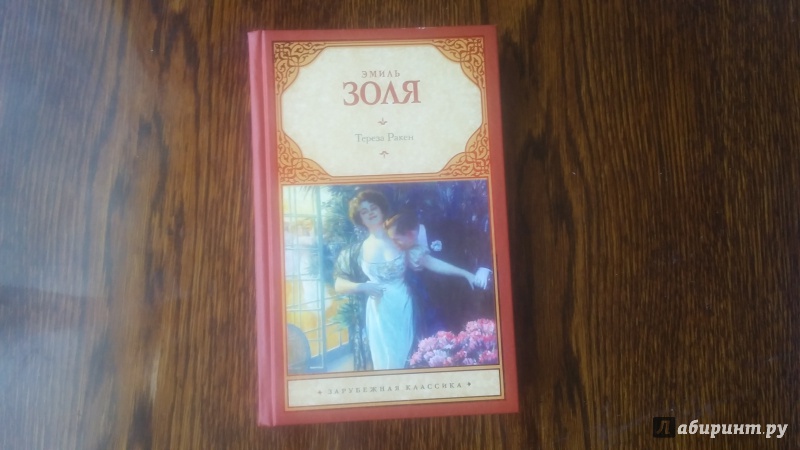 ЭМИЛЬ
ЗОЛЯ
Тереза Ракен
ЗАРУБЕЖНАЯ КЛАССИКА
Лабиринт.ру